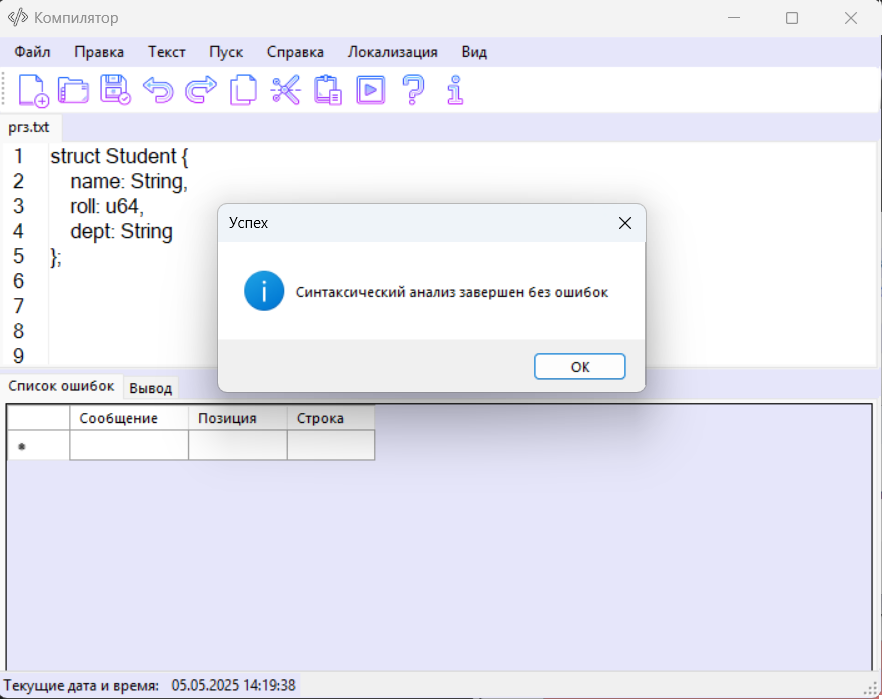 Компилятор
Файл Правка Текст Пуск Справка Локализация Вид
ргз.txt
1 struct Student {
2 name: String,
3 roll: u64,
4 dept: String
5 };
6
7
8
9
Успех
Синтаксический анализ завершен без ошибок
ОК
Список ошибок Вывод
Сообщение Позиция Строка
*
Текущие дата и время: 05.05.2025 14:19:38